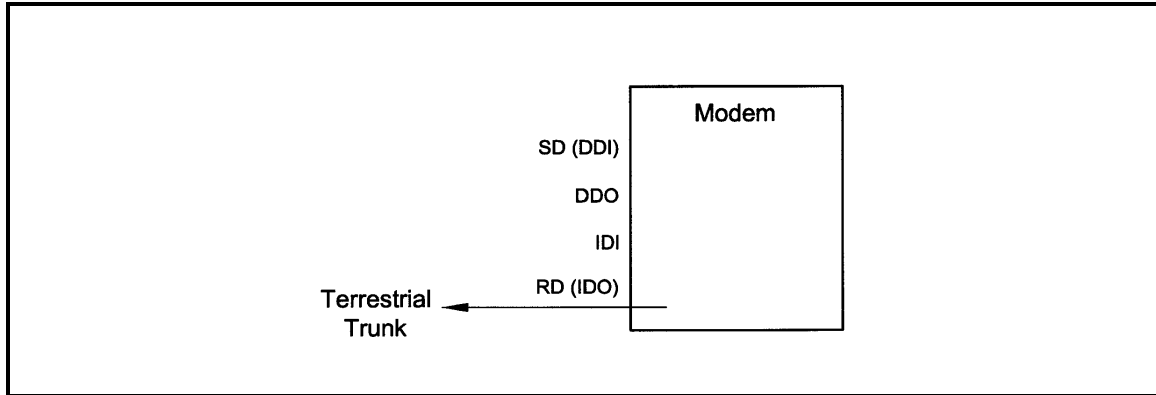 Modem
SD (DDI)
DDO
IDI
RD (IDO)
Terrestrial
Trunk